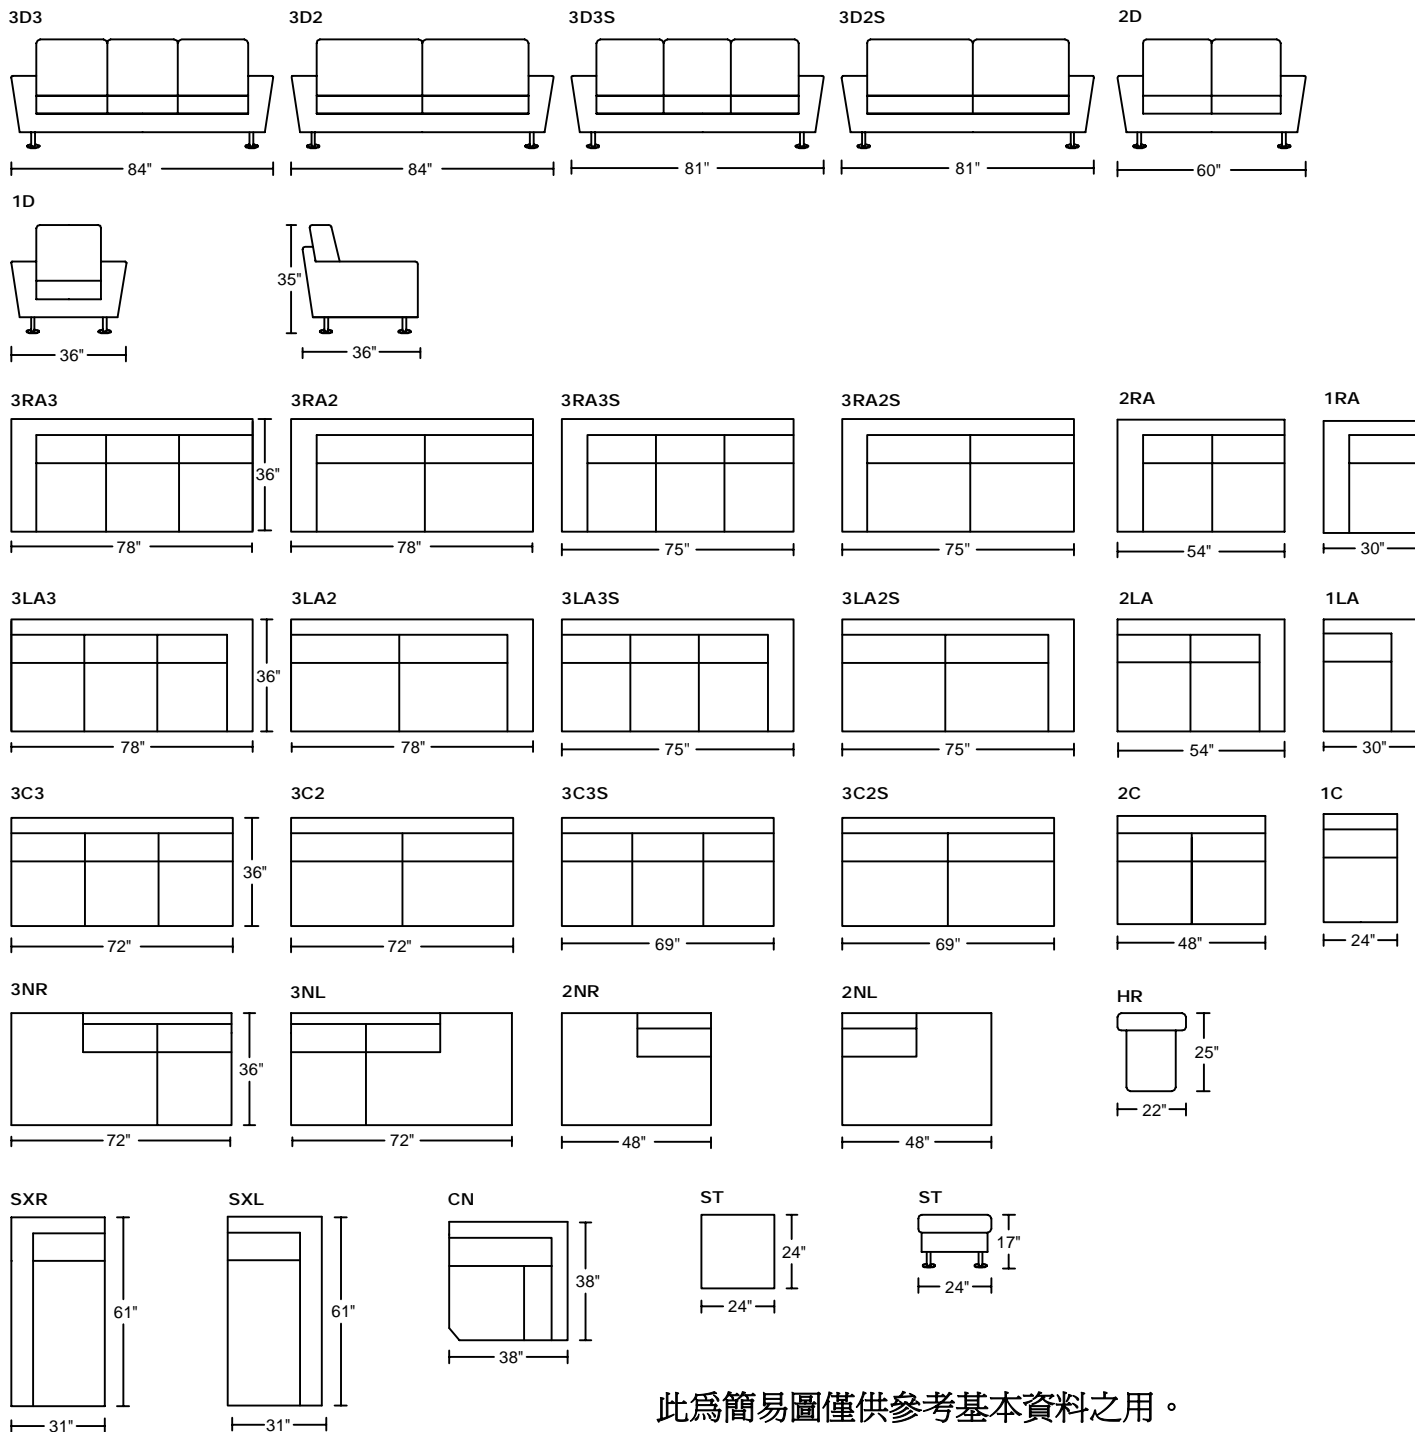 3D3 3D2 3D3S 3D2S 2D
84" 84" 81" 81" 60"
1D
35"
36" 36"
3RA3 3RA2 3RA3S 3RA2S 2RA 1RA
36"
78" 78" 75" 75" 54" 30"
3LA3 3LA2 3LA3S 3LA2S 2LA 1LA
36"
78" 78" 75" 75" 54" 30"
3C3 3C2 3C3S 3C2S 2C 1C
36"
72" 72" 69" 69" 48" 24"
3NR 3NL 2NR 2NL HR
36" 25"
72" 72" 48" 48" 22"
SXR SXL CN ST ST
61" 61" 38" 24" 17"
31" 31" 38" 24" 24"
此為簡易圖僅供參考基本資料之用。